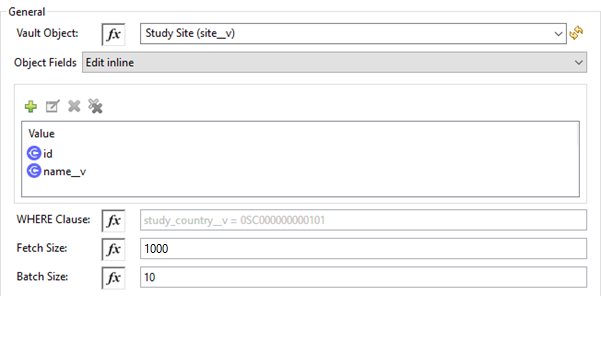 General
Vault Object: fx Study Site (site__v)
Object Fields Edit inline
Value
C id
C name__v
WHERE Clause: fx study_country__v = 0SC000000000101
Fetch Size: fx 1000
Batch Size: fx 10